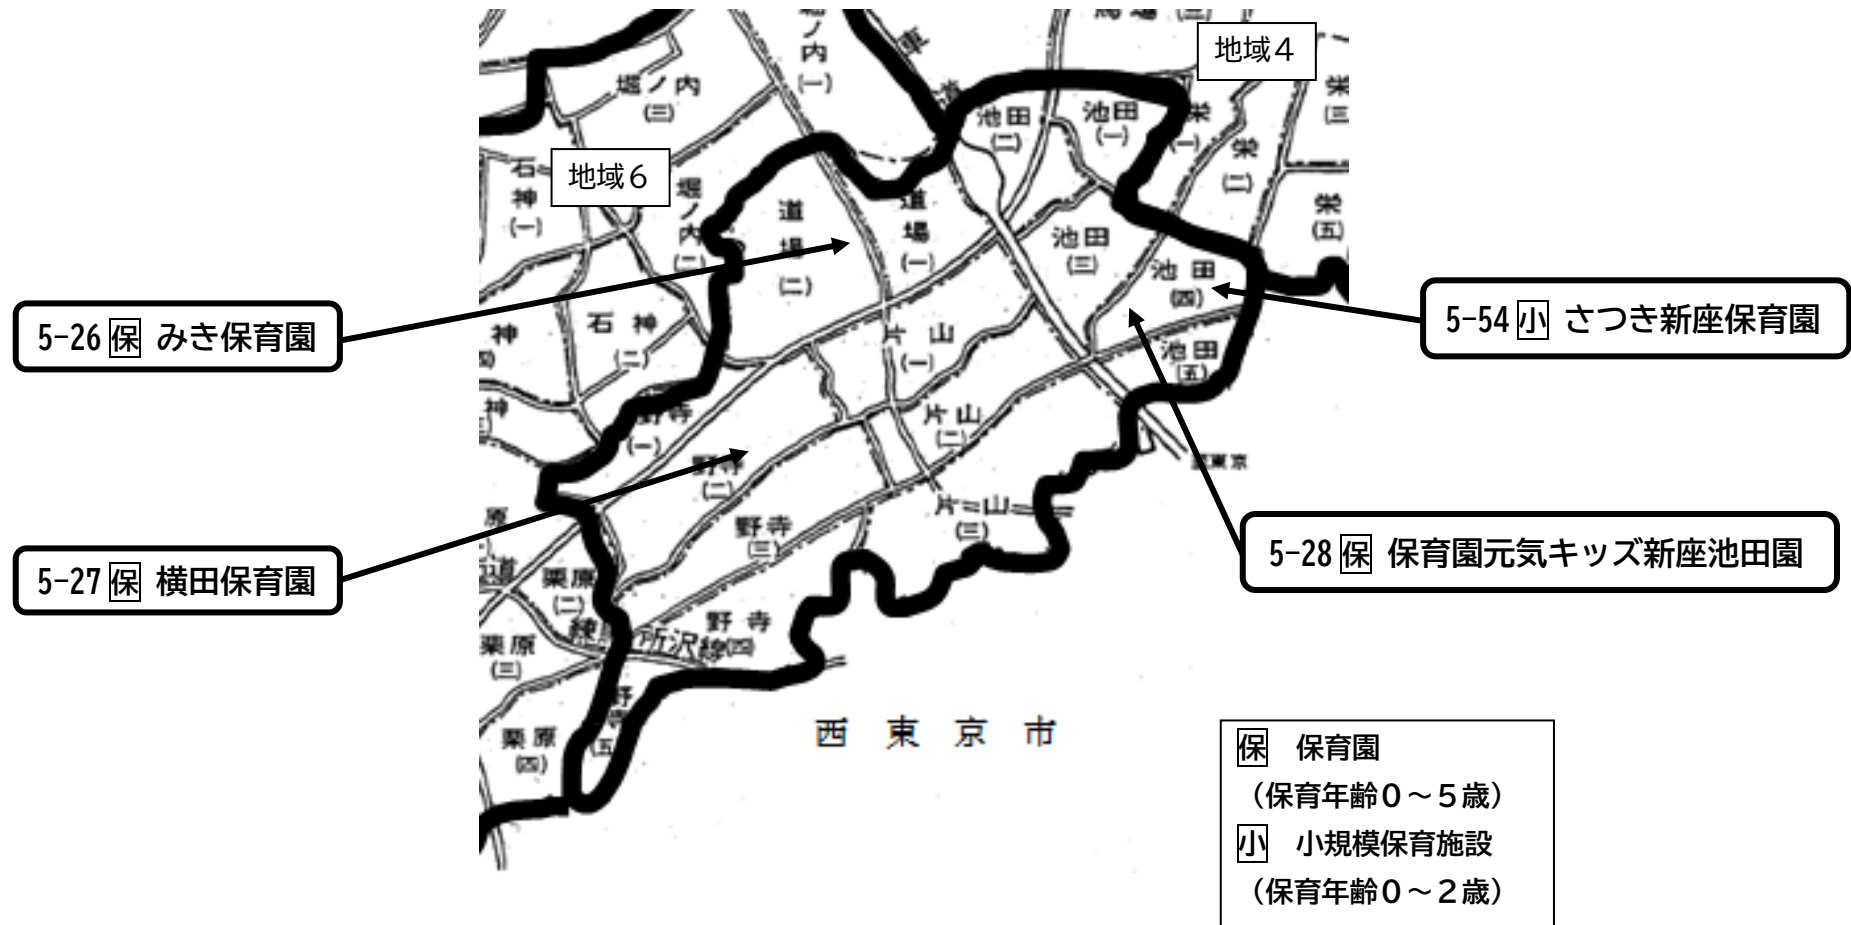 地域４
堀ノ内
(三)
ノ内
(一)
池田
(二)
池田
(一)
栄
(一)
栄
(二)
栄
(三)
栄
(五)
石神
(一)
地域６
堀ノ内
(二)
道場
(二)
道場
(一)
池田
(三)
池田
(四)
池田
(五)
5-26 保 みき保育園
5-54 小 さつき新座保育園
石神
(二)
片山
(一)
片山
(二)
片山
(三)
野寺
(一)
野寺
(二)
野寺
(三)
野寺
(四)
野寺
(五)
東京
5-27 保 横田保育園
5-28 保 保育園元気キッズ新座池田園
栗原
(二)
所沢線
栗原
(三)
栗原
(四)
西東京市
保 保育園
（保育年齢０～５歳）
小 小規模保育施設
（保育年齢０～２歳）